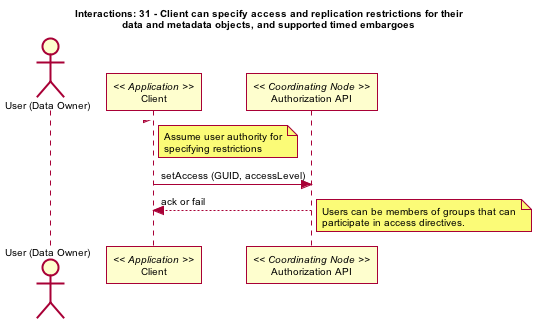 Interactions: 31 - Client can specify access and replication restrictions for their
data and metadata objects, and supported timed embargoes
User (Data Owner)
<< Application >>
Client
<< Coordinating Node >>
Authorization API
Assume user authority for
specifying restrictions
setAccess (GUID, accessLevel)
ack or fail
Users can be members of groups that can
participate in access directives.
User (Data Owner)
<< Application >>
Client
<< Coordinating Node >>
Authorization API